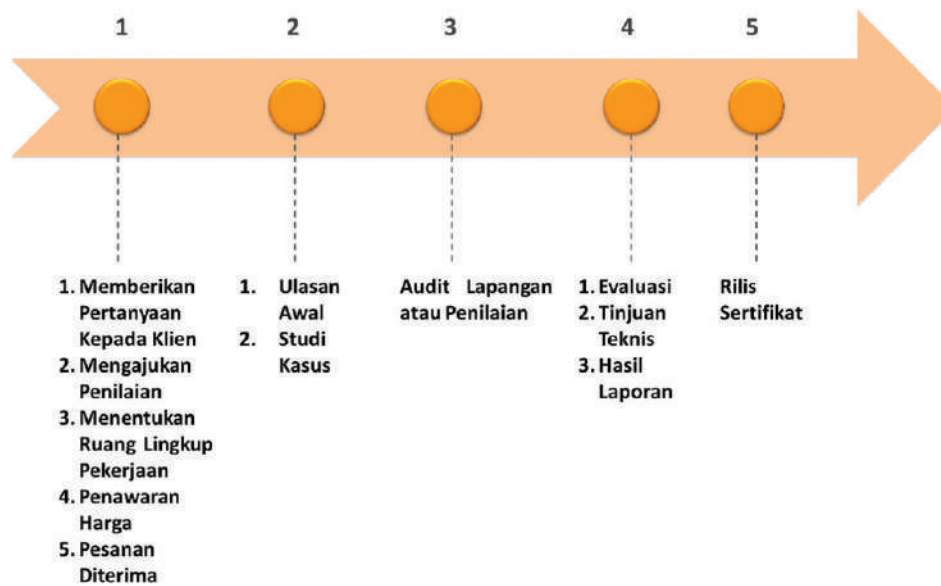 1 2 3 4 5
1. Memberikan
Pertanyaan
Kepada Klien
2. Mengajukan
Penilaian
3. Menentukan
Ruang Lingkup
Pekerjaan
4. Penawaran
Harga
5. Pesanan
Diterima
1. Ulasan
Awal
2. Studi
Kasus
Audit Lapangan
atau Penilaian
1. Evaluasi
2. Tinjuan
Teknis
3. Hasil
Laporan
Rilis
Sertifikat